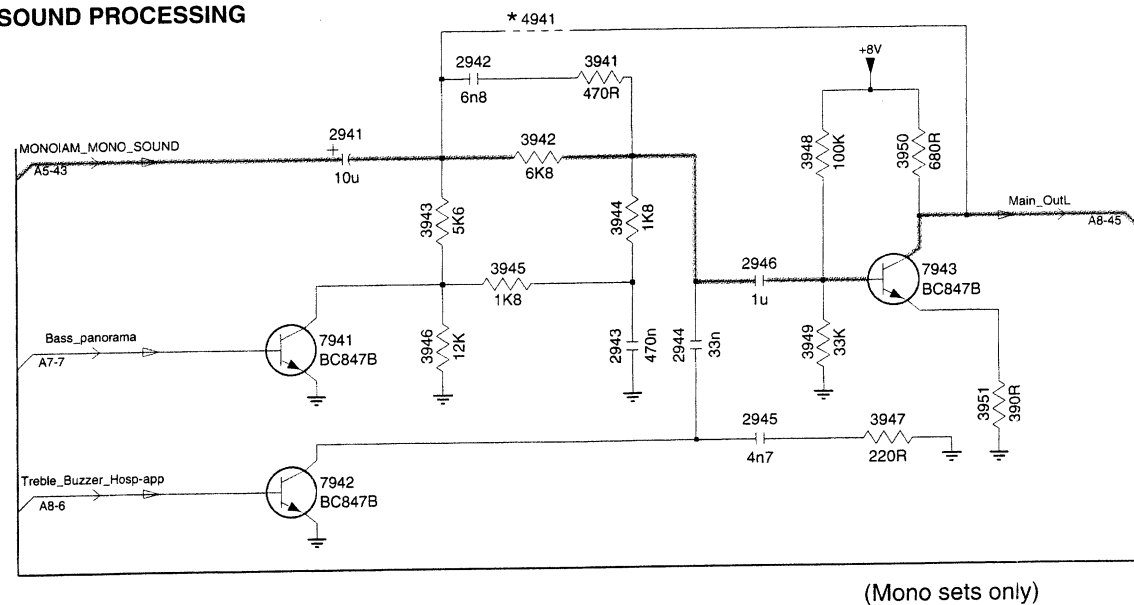 SOUND PROCESSING
* 4941
+8V
2942
6n8
3941
470R
MONOIAM_MONO_SOUND
A5-43
2941
+
10u
3942
6K8
3948
100K
3950
680R
3943
5K6
3944
1K8
Main_OutL
A8-45
3945
1K8
2946
1u
7943
BC847B
Bass_panorama
A7-7
7941
BC847B
3946
12K
2943
470n
2944
33n
3949
33K
3951
390R
2945
4n7
3947
220R
Treble_Buzzer_Hosp-app
A8-6
7942
BC847B
(Mono sets only)